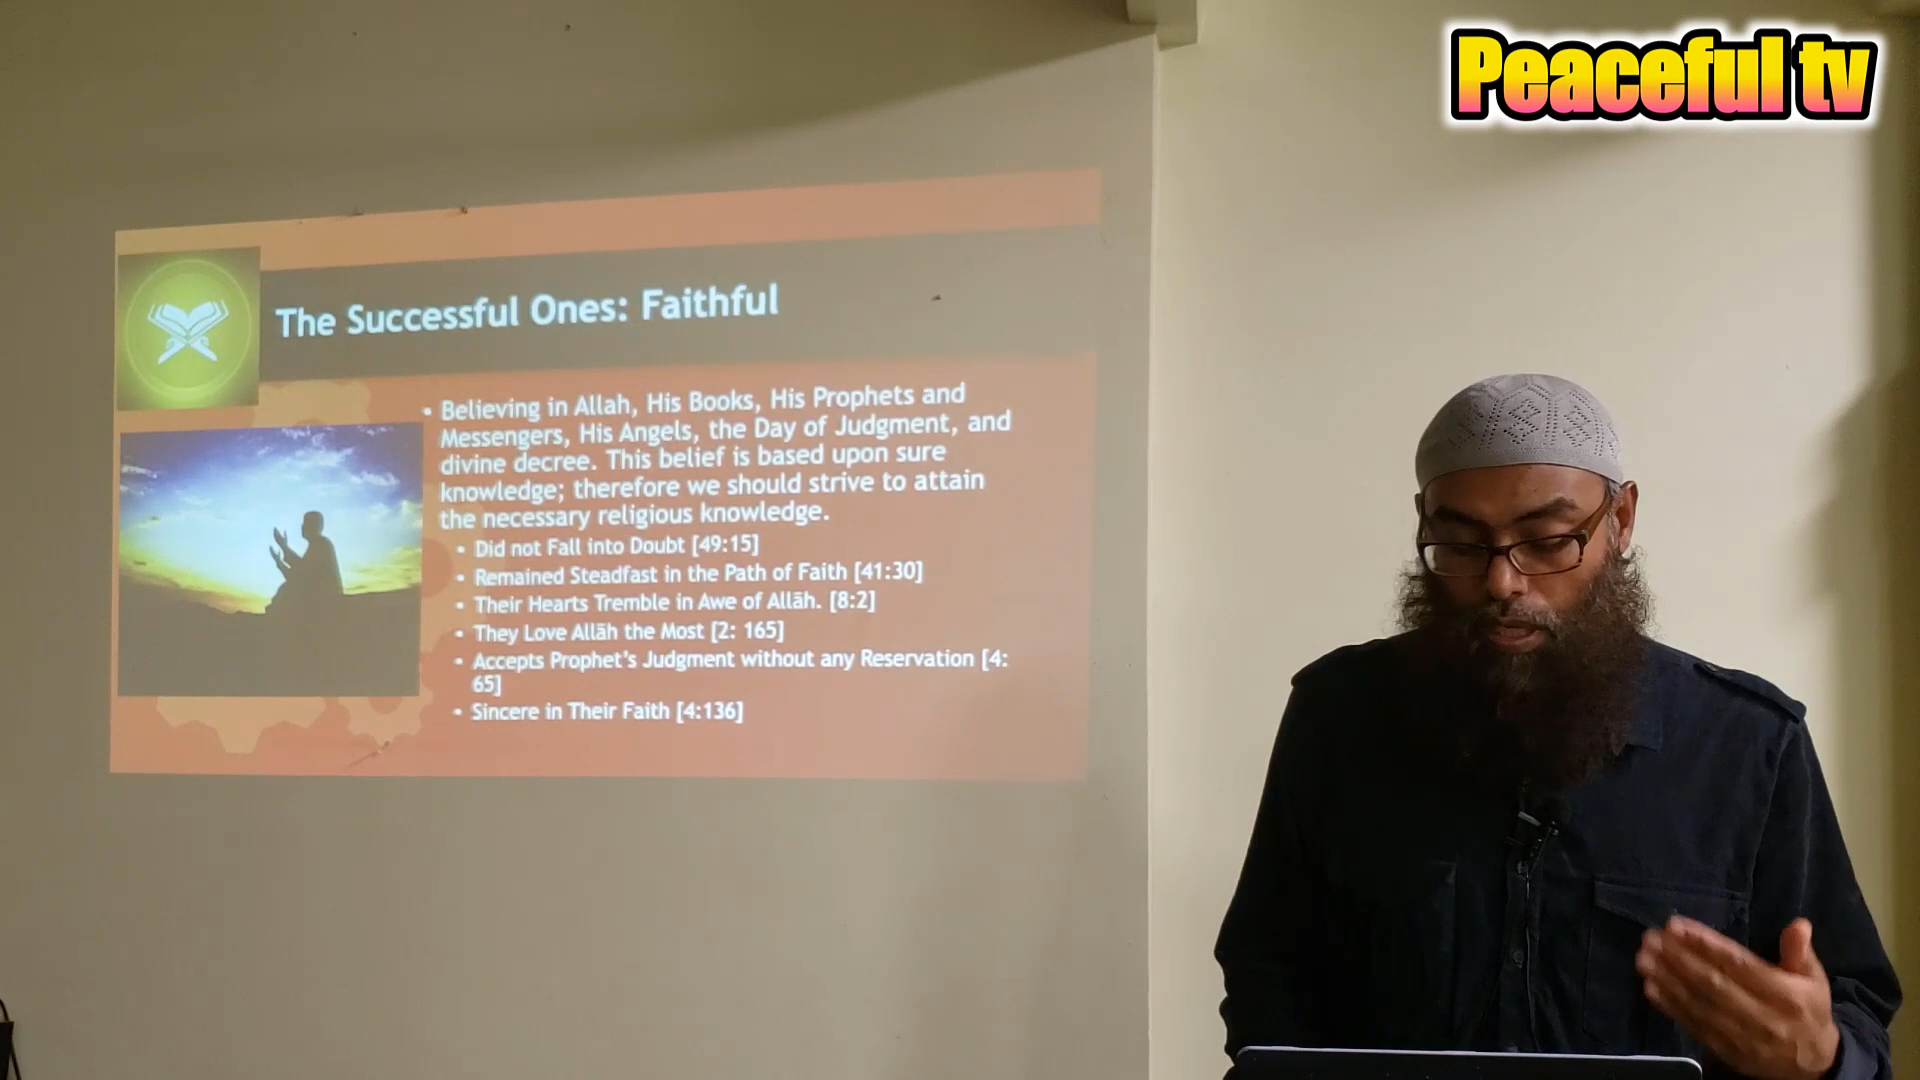 Peaceful tv
The Successful Ones: Faithful
• Believing in Allah, His Books, His Prophets and
Messengers, His Angels, the Day of Judgment, and
divine decree. This belief is based upon sure
knowledge; therefore we should strive to attain
the necessary religious knowledge.
• Did not Fall into Doubt [49:15]
• Remained Steadfast in the Path of Faith [41:30]
• Their Hearts Tremble in Awe of Allāh. [8:2]
• They Love Allāh the Most [2: 165]
• Accepts Prophet's Judgment without any Reservation [4:
65]
• Sincere in Their Faith [4:136]